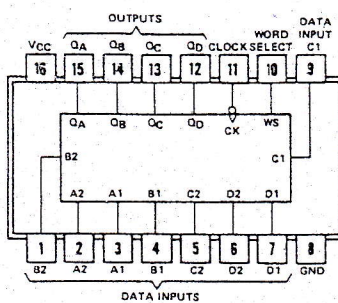 OUTPUTS
DATA INPUT C1
WORD SELECT
VCC QA QB QC QD CLOCK
16 15 14 13 12 11 10 9
QA QB QC QD CK WS
B2 C1
A2 A1 B1 C2 D2 D1
1 2 3 4 5 6 7 8
B2 A2 A1 B1 C2 D2 D1 GND
DATA INPUTS